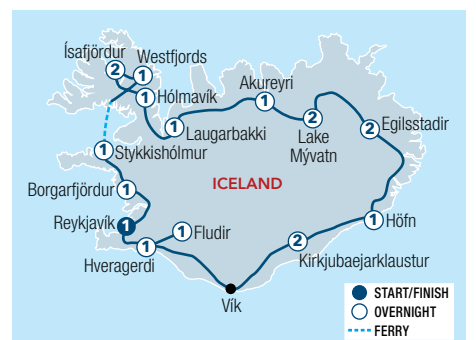 Ísafjördur
Westfjords
2
1
Hólmavík
1
Akureyri
1
Laugarbakki
1
Lake
Mývatn
2
Egilsstadir
2
Stykkishólmur
1
Borgarfjördur
1
ICELAND
Reykjavík
1
Fludir
1
Hveragerdi
1
Höfn
1
Kirkjubaejarklaustur
2
Vík
START/FINISH
1 OVERNIGHT
FERRY